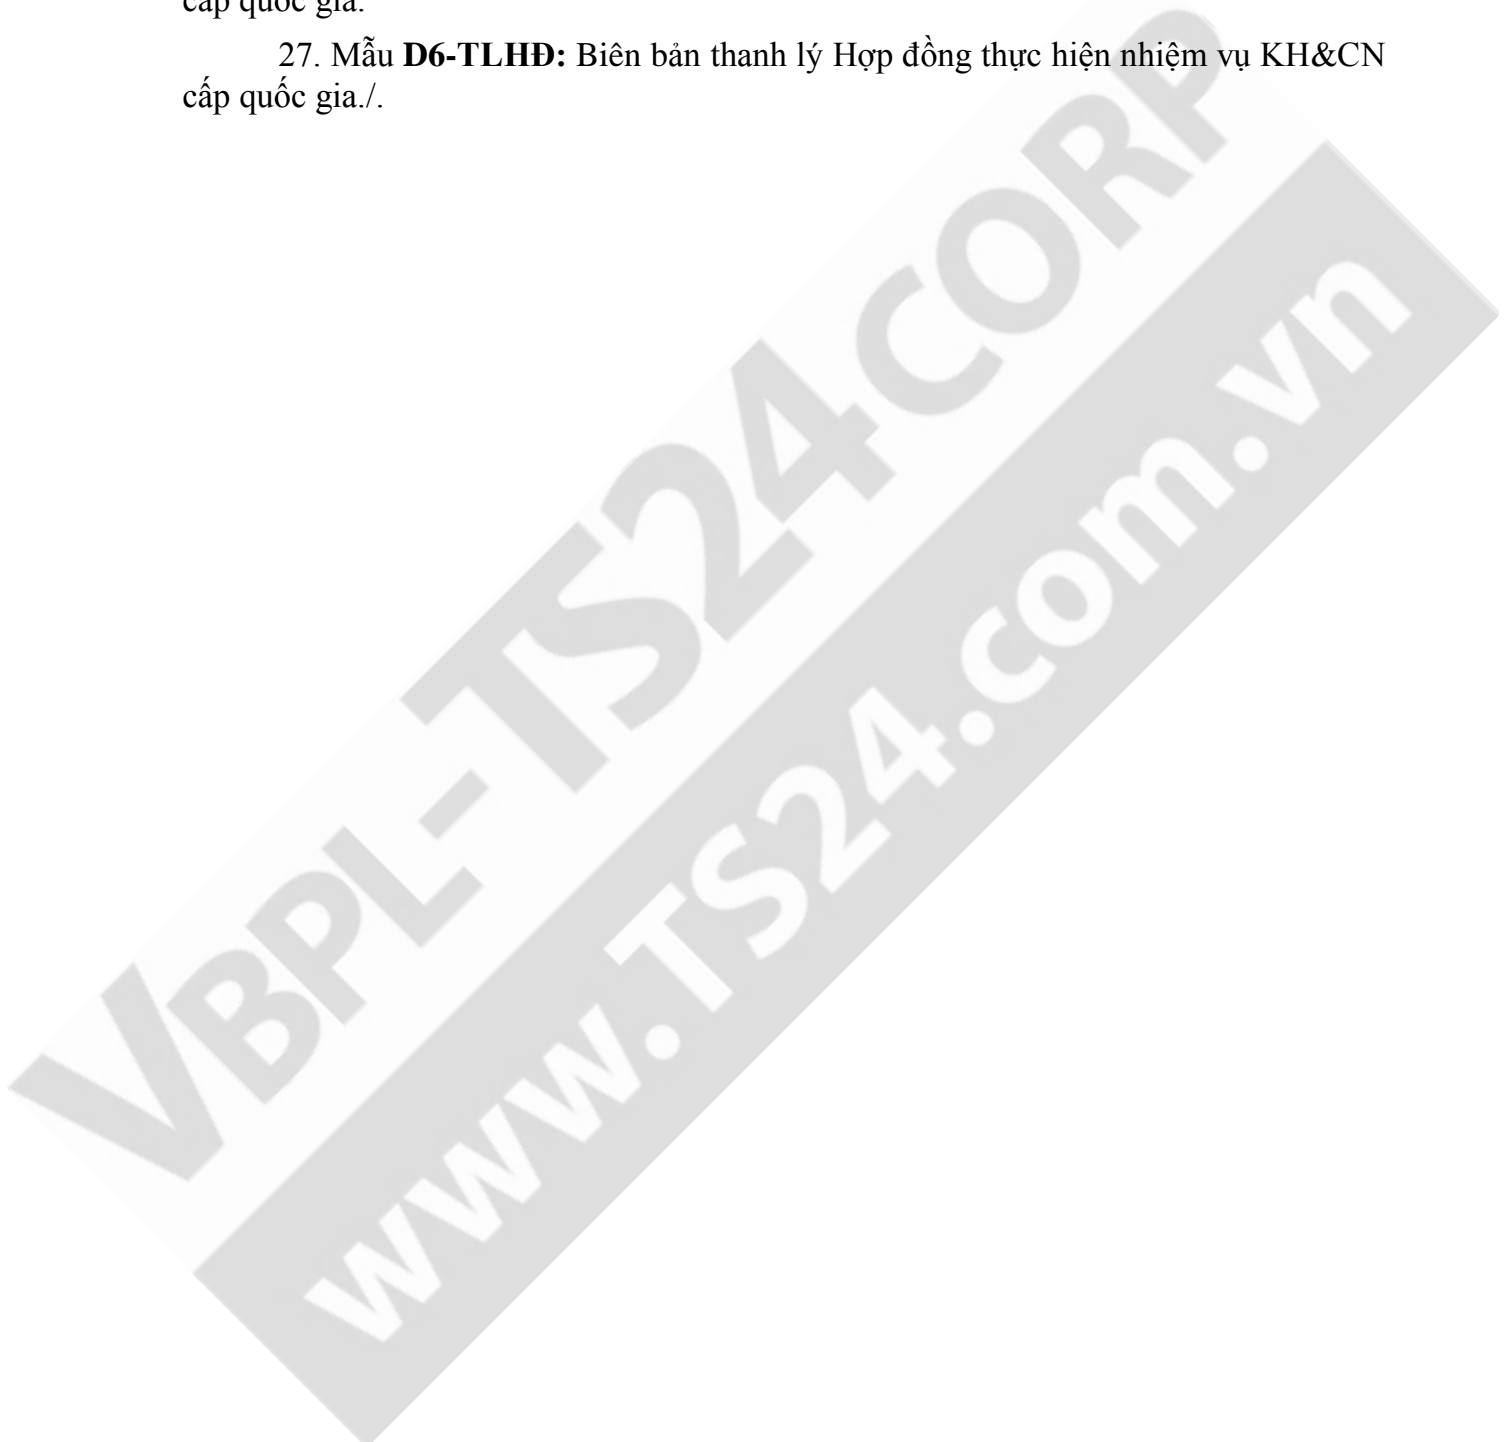 cấp quốc gia.
27. Mẫu D6-TLHĐ: Biên bản thanh lý Hợp đồng thực hiện nhiệm vụ KH&CN
cấp quốc gia./.
VBPL-TS24CORP
www.TS24.com.vn